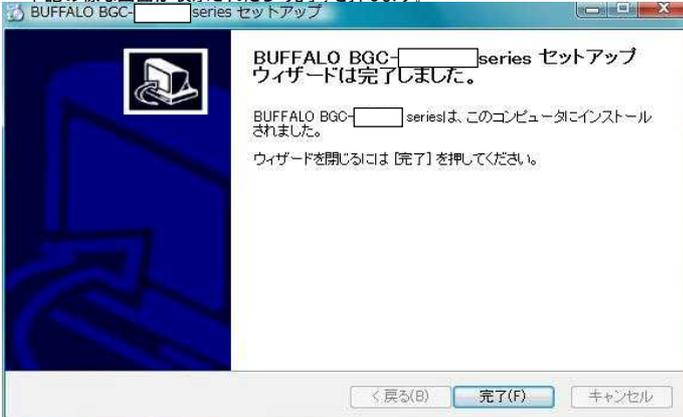 BUFFALO BGC- series セットアップ
BUFFALO BGC- series セットアップ
ウィザードは完了しました。
BUFFALO BGC- seriesは、このコンピュータにインストール
されました。
ウィザードを閉じるには [完了] を押してください。
< 戻る(B)
完了(F)
キャンセル